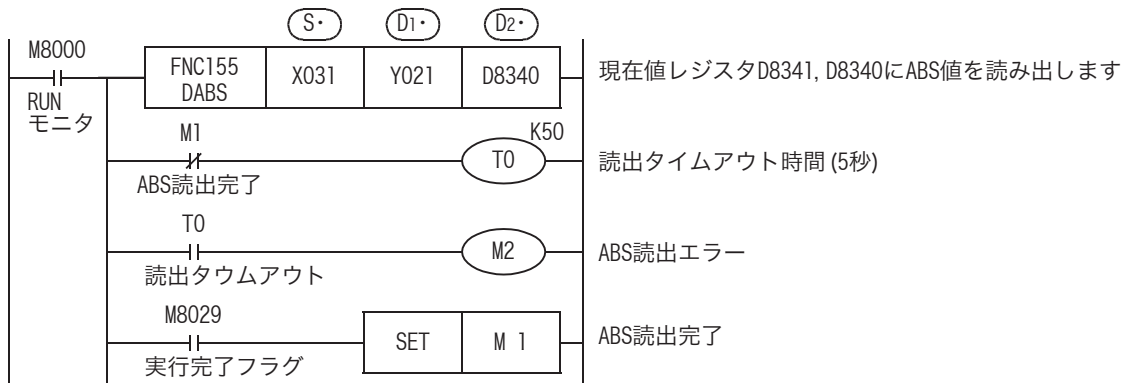 S· D1· D2·
M8000
FNC155 DABS X031 Y021 D8340 現在値レジスタD8341, D8340にABS値を読み出します
RUN
モニタ
M1 K50
T0 読出タイムアウト時間 (5秒)
ABS読出完了
T0
M2 ABS読出エラー
読出タウムアウト
M8029
SET M 1 ABS読出完了
実行完了フラグ